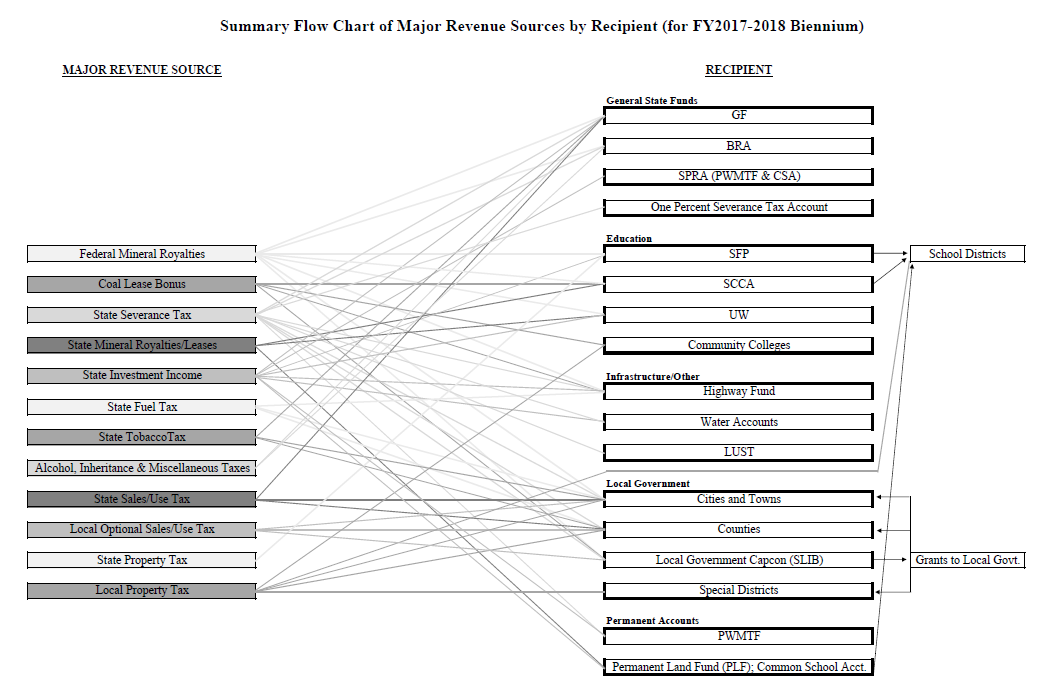 Summary Flow Chart of Major Revenue Sources by Recipient (for FY2017-2018 Biennium)
MAJOR REVENUE SOURCE
RECIPIENT
General State Funds
GF
BRA
SPRA (PWMTF & CSA)
One Percent Severance Tax Account
Education
Federal Mineral Royalties
SFP
School Districts
Coal Lease Bonus
SCCA
State Severance Tax
UW
State Mineral Royalties/Leases
Community Colleges
State Investment Income
Infrastructure/Other
Highway Fund
State Fuel Tax
Water Accounts
State TobaccoTax
LUST
Alcohol, Inheritance & Miscellaneous Taxes
Local Government
State Sales/Use Tax
Cities and Towns
Local Optional Sales/Use Tax
Counties
State Property Tax
Local Government Capcon (SLIB)
Grants to Local Govt.
Local Property Tax
Special Districts
Permanent Accounts
PWMTF
Permanent Land Fund (PLF); Common School Acct.